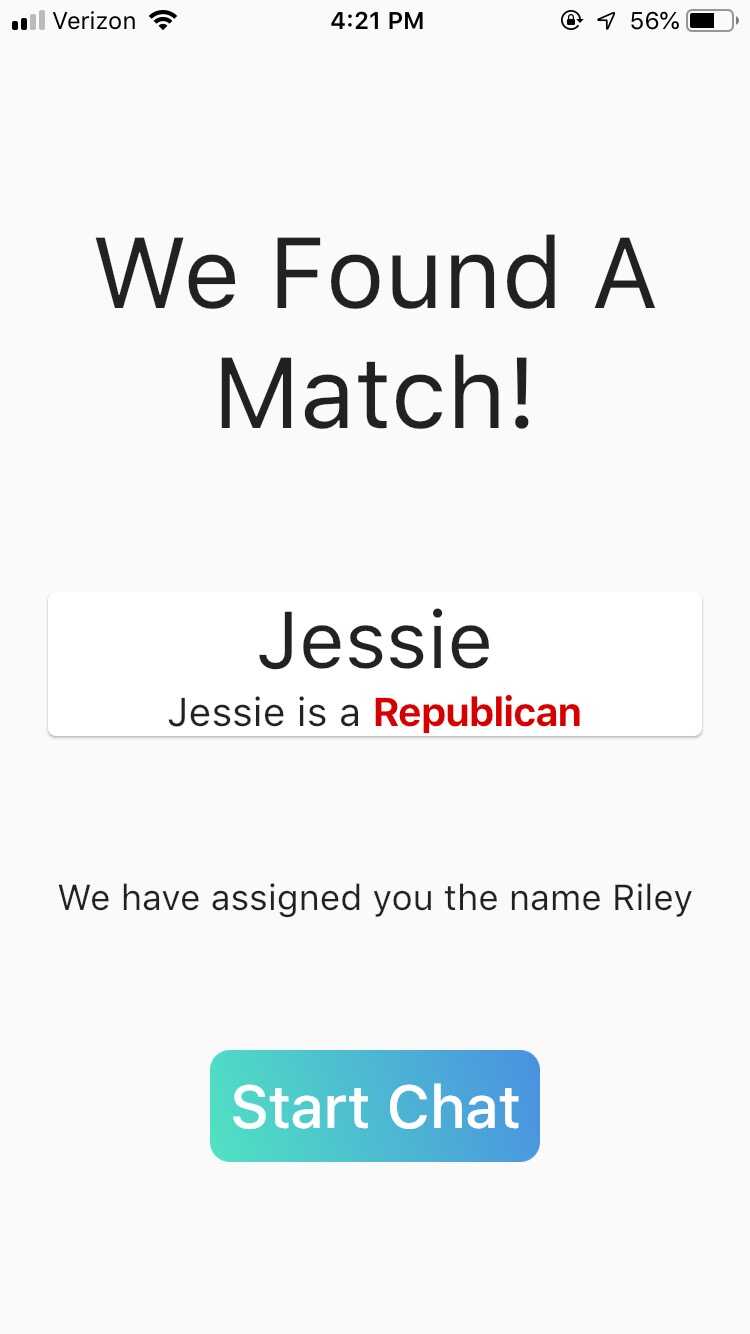 Verizon 4:21 PM 56%
We Found A
Match!
Jessie
Jessie is a Republican
We have assigned you the name Riley
Start Chat